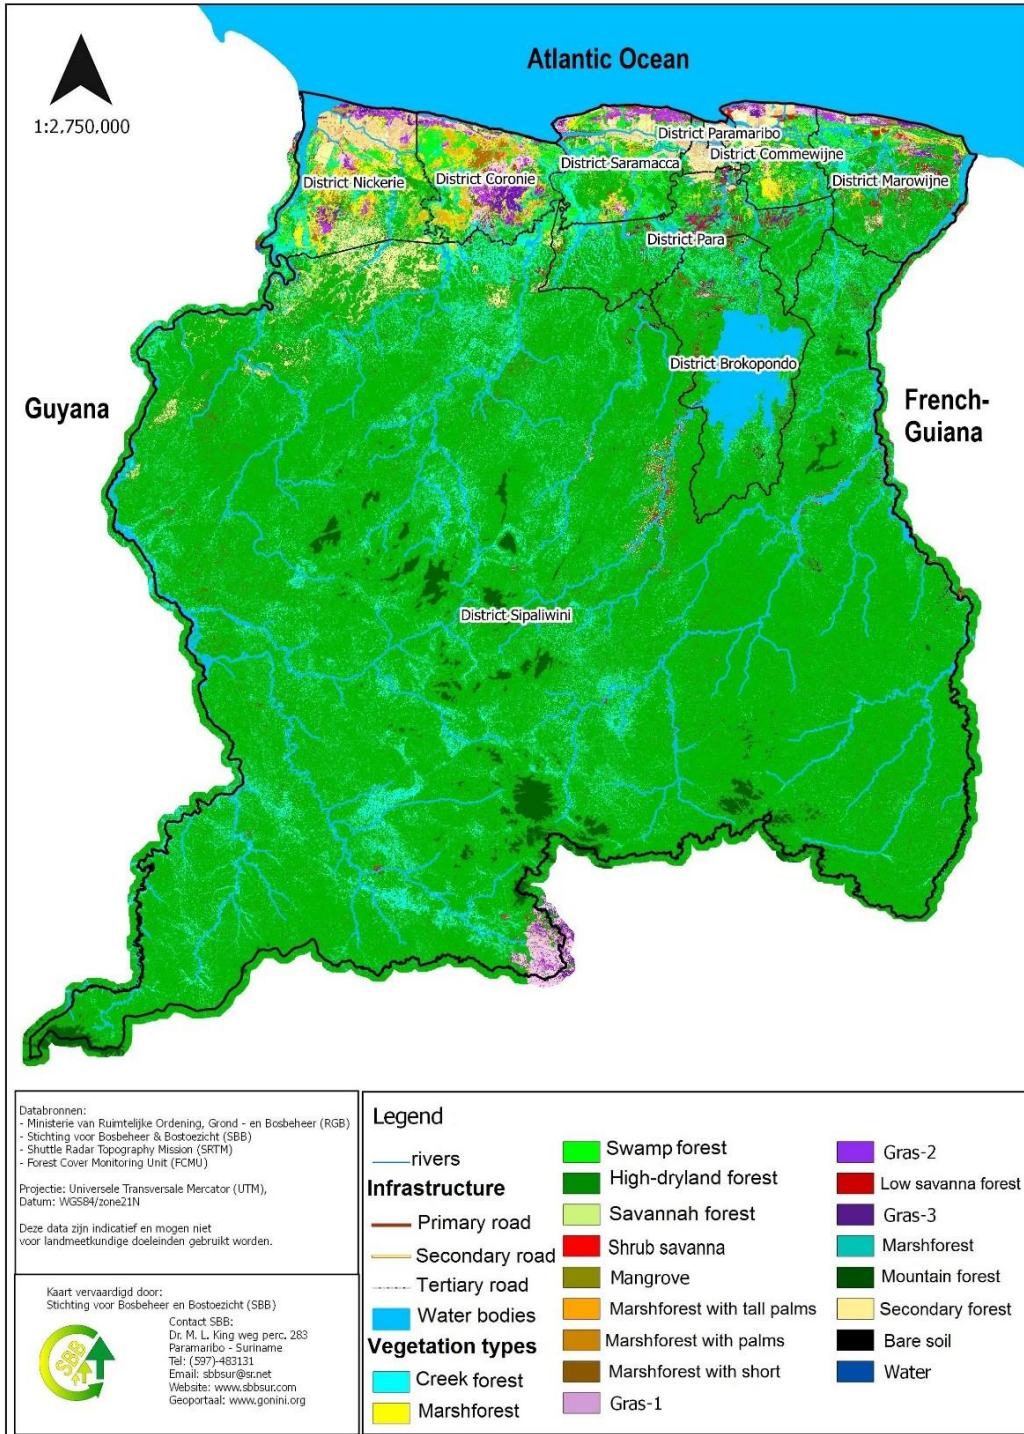 Atlantic Ocean
1:2,750,000
District Paramaribo
District Commewijne
District Saramacca
District Coronie
District Nickerie
District Marowijne
District Para
District Brokopondo
Guyana
French-
Guiana
District Sipaliwini
Databronnen:
- Ministerie van Ruimtelijke Ordening, Grond - en Bosbeheer (RGB)
- Stichting voor Bosbeheer & Bostoezicht (SBB)
- Shuttle Radar Topography Mission (SRTM)
- Forest Cover Monitoring Unit (FCMU)
Projectie: Universele Transversale Mercator (UTM),
Datum: WGS84/zone21N
Deze data zijn indicatief en mogen niet
voor landmeetkundige doeleinden gebruikt worden.
Kaart vervaardigd door:
Stichting voor Bosbeheer en Bostoezicht (SBB)
SBB
Contact SBB:
Dr. M. L. King weg perc. 283
Paramaribo - Suriname
Tel: (597)-483131
Email: sbbsur@sr.net
Website: www.sbbsur.com
Geoportaal: www.gonini.org
Legend
rivers
Infrastructure
Primary road
Secondary road
Tertiary road
Water bodies
Vegetation types
Creek forest
Marshforest
Swamp forest
High-dryland forest
Savannah forest
Shrub savanna
Mangrove
Marshforest with tall palms
Marshforest with palms
Marshforest with short
Gras-1
Gras-2
Low savanna forest
Gras-3
Marshforest
Mountain forest
Secondary forest
Bare soil
Water